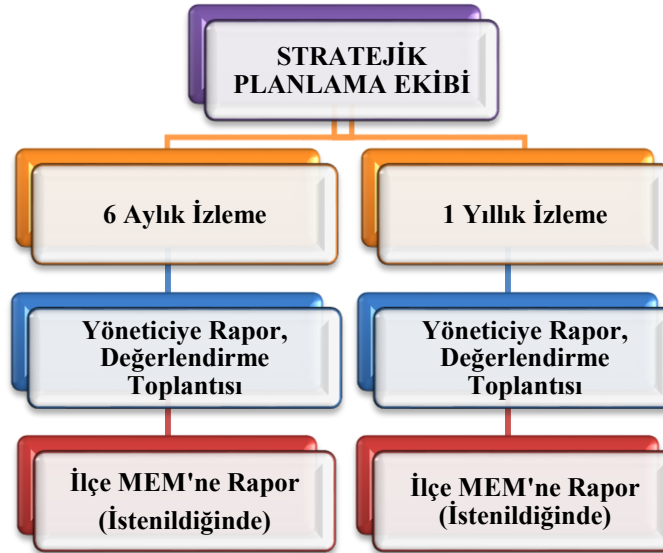 STRATEJİK
PLANLAMA EKİBİ
6 Aylık İzleme
1 Yıllık İzleme
Yöneticiye Rapor,
Değerlendirme
Toplantısı
Yöneticiye Rapor,
Değerlendirme
Toplantısı
İlçe MEM'ne Rapor
(İstenildiğinde)
İlçe MEM'ne Rapor
(İstenildiğinde)